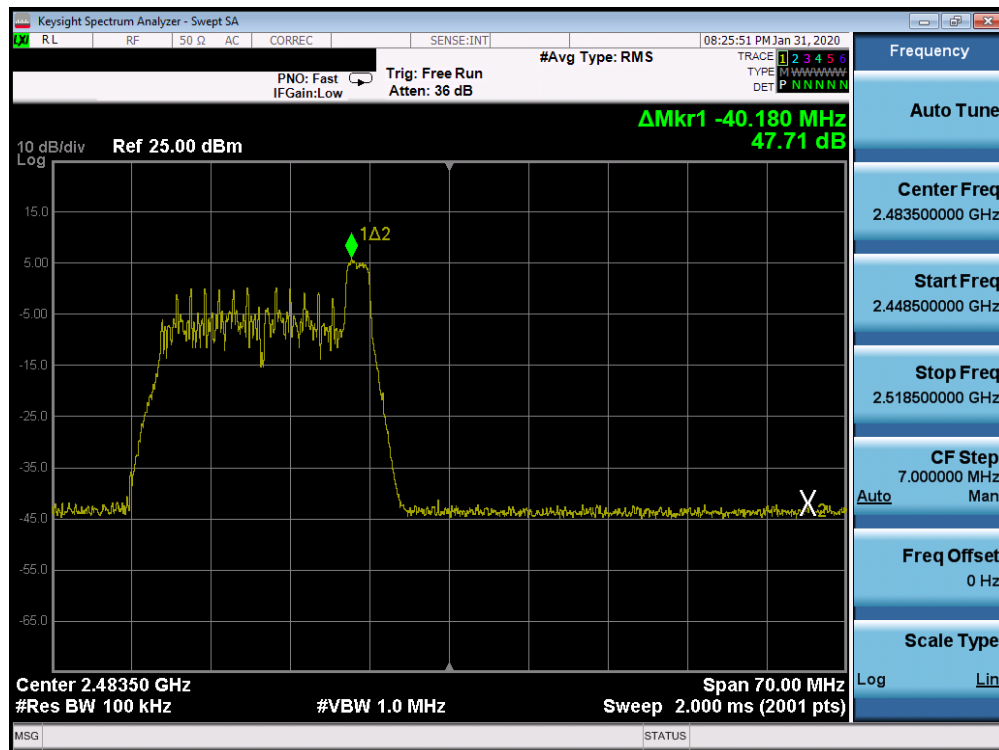 Keysight Spectrum Analyzer - Swept SA
LXI RL RF 50 Ω AC CORREC SENSE:INT 08:25:51 PM Jan 31, 2020
#Avg Type: RMS TRACE 1 2 3 4 5 6
PNO: Fast Trig: Free Run TYPE M WWWWW
IFGain:Low Atten: 36 dB DET P N N N N N
ΔMkr1 -40.180 MHz
47.71 dB
10 dB/div Ref 25.00 dBm
Log
15.0
1Δ2
5.00
-5.00
-15.0
-25.0
-35.0
X2
-45.0
-55.0
-65.0
Center 2.48350 GHz Span 70.00 MHz
#Res BW 100 kHz #VBW 1.0 MHz Sweep 2.000 ms (2001 pts)
MSG STATUS
Frequency
Auto Tune
Center Freq
2.483500000 GHz
Start Freq
2.448500000 GHz
Stop Freq
2.518500000 GHz
CF Step
7.000000 MHz
Auto Man
Freq Offset
0 Hz
Scale Type
Log Lin